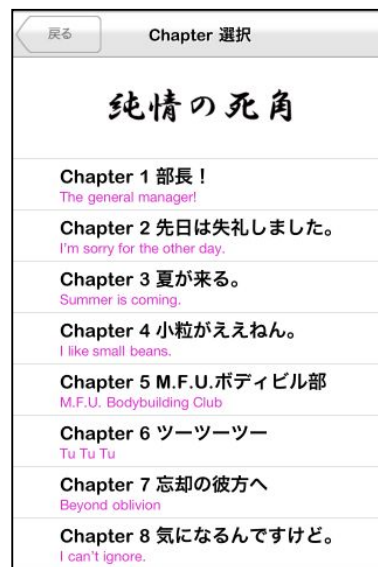 戻る
Chapter 選択
純情の死角
Chapter 1 部長！
The general manager!
Chapter 2 先日は失礼しました。
I'm sorry for the other day.
Chapter 3 夏が来る。
Summer is coming.
Chapter 4 小粒がええねん。
I like small beans.
Chapter 5 M.F.U.ボディビル部
M.F.U. Bodybuilding Club
Chapter 6 ツーツーツー
Tu Tu Tu
Chapter 7 忘却の彼方へ
Beyond oblivion
Chapter 8 気になるんですけど。
I can't ignore.